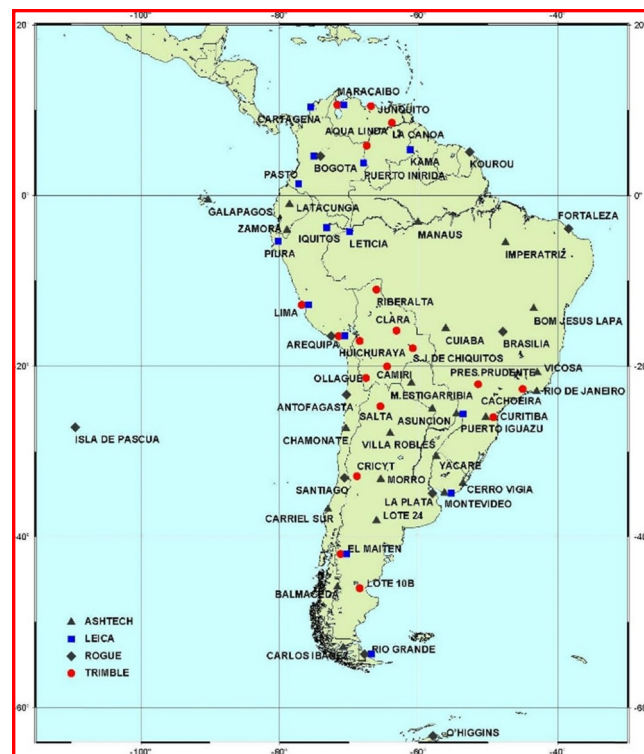 -100° -80° -60° -40°
20° 20°
MARACAIBO
JUNQUITO
CARTAGENA
AQUA LINDA LA CANOA
BOGOTA KAMA KOUROU
PUERTO INIRIDA
PASTO
0° 0°
GALAPAGOS LATACUNGA
FORTALEZA
ZAMORA
IQUITOS MANAUS
LETICIA IMPERATRIZ
PIURA
RIBERALTA
LIMA CLARA BOM JESUS LAPA
AREQUIPA CUIABA BRASILIA
HUICHURAYA S.J.DE CHIQUITOS
-20° -20°
OLLAGUE CAMIRI PRES.PRUDENTE VICOSA
M.ESTIGARRIBIA CACHOEIRA RIO DE JANEIRO
ANTOFAGASTA
SALTA ASUNCION CURITIBA
PUERTO IGUAZU
ISLA DE PASCUA CHAMONATE
VILLA ROBLES
CRICYT YACARE
SANTIAGO MORRO CERRO VIGIA
LA PLATA MONTEVIDEO
CARRIEL SUR LOTE 24
-40° -40°
EL MAITEN
BALMACEDA LOTE 10B
ASHTECH
LEICA
ROGUE
TRIMBLE
CARLOS IBANEZ RIO GRANDE
-60° -60°
O'HIGGINS
-100° -80° -60° -40°